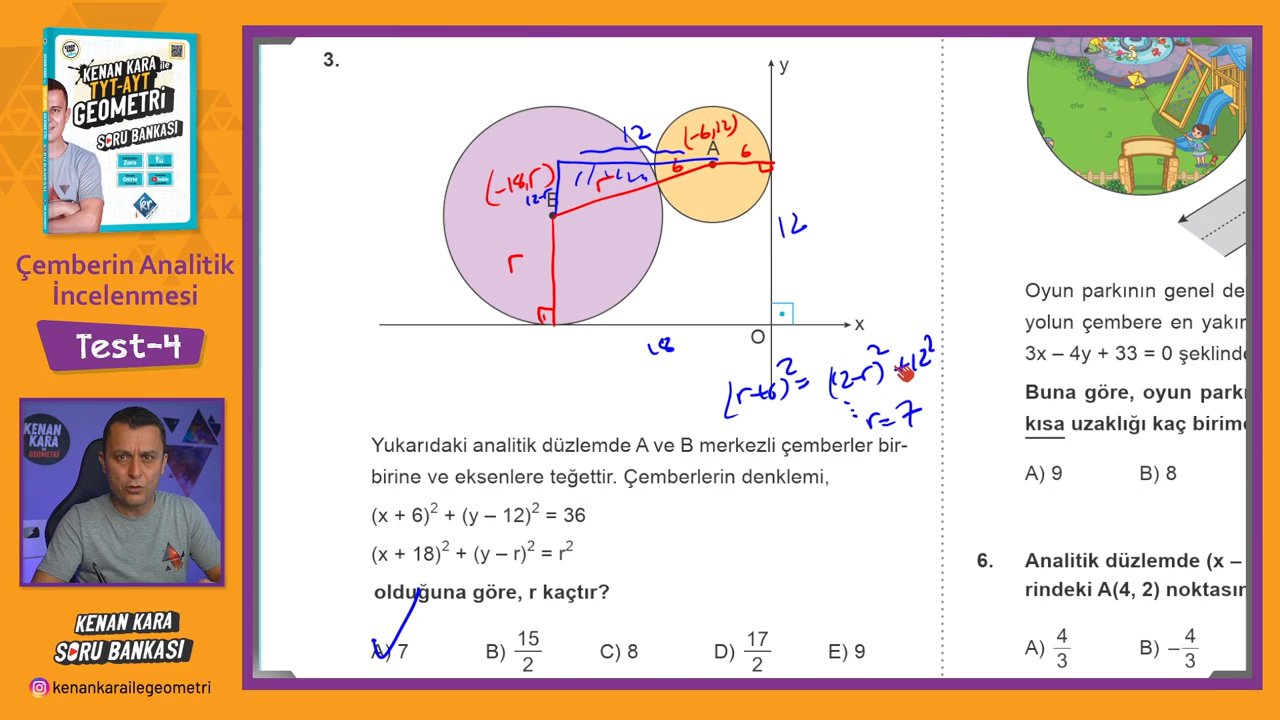 KENAN KARA ile
TYT-AYT
GEOMETRİ
SORU BANKASI
Çemberin Analitik
İncelenmesi
Test-4
KENAN KARA
ile GEOMETRİ
KENAN KARA
SORU BANKASI
kenankarailegeometri
3.
y
12
(-6,12)
A
6
6
(-18,r)
12-r
B
r
r
12
x
O
18
(r+6)² = (12-r)² + 12²
r=7
Yukarıdaki analitik düzlemde A ve B merkezli çemberler bir-
birine ve eksenlere teğettir. Çemberlerin denklemi,
(x + 6)² + (y – 12)² = 36
(x + 18)² + (y – r)² = r²
olduğuna göre, r kaçtır?
A) 7 B) 15/2 C) 8 D) 17/2 E) 9
Oyun parkının genel de
yolun çembere en yakın
3x – 4y + 33 = 0 şeklinde
Buna göre, oyun park
kısa uzaklığı kaç birim
A) 9 B) 8
6. Analitik düzlemde (x –
rindeki A(4, 2) noktasın
A) 4/3 B) –4/3